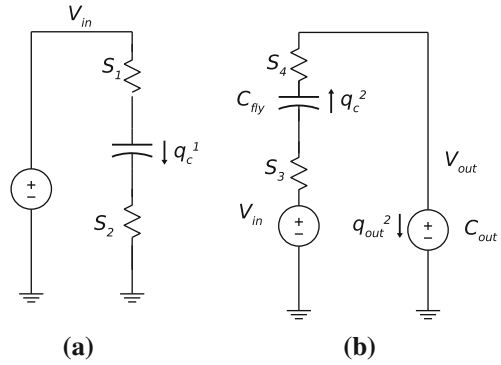 V_in
S_1
q_c^1
S_2
+
−
(a)
S_4
C_fly
q_c^2
S_3
V_in
+
−
V_out
q_out^2
+
−
C_out
(b)